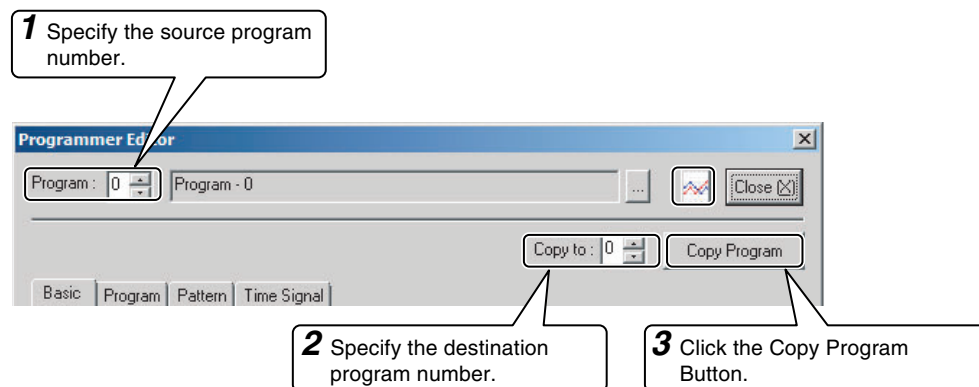 1 Specify the source program
number.
Programmer Editor
Program : 0 Program - 0 ... Close (X)
Copy to : 0 Copy Program
Basic Program Pattern Time Signal
2 Specify the destination
program number.
3 Click the Copy Program
Button.